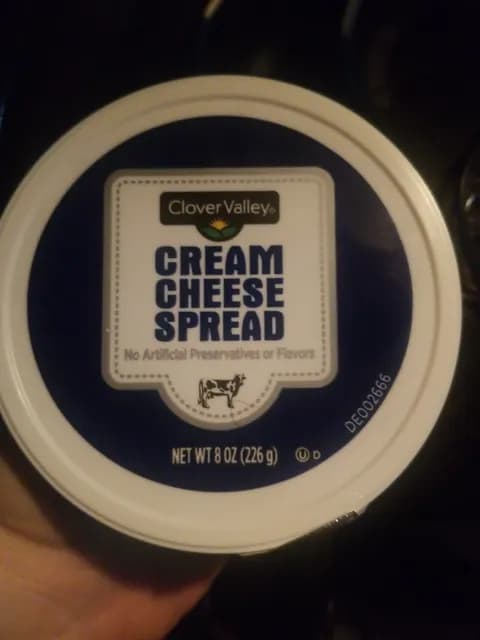 Clover Valley®
CREAM
CHEESE
SPREAD
No Artificial Preservatives or Flavors
NET WT 8 OZ (226 g) Ⓤ D
DE002666